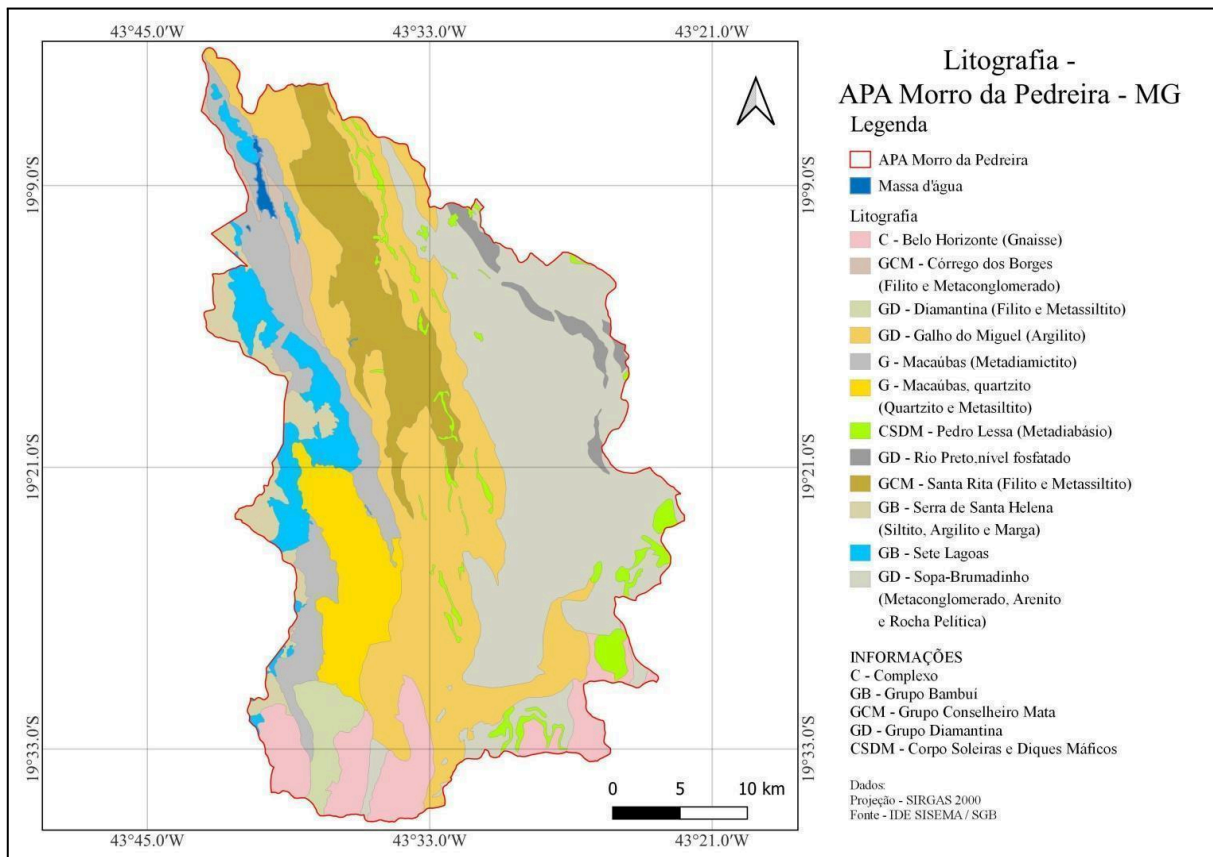 43°45.0'W 43°33.0'W 43°21.0'W
Litografia -
APA Morro da Pedreira - MG
Legenda
APA Morro da Pedreira
Massa d'água
Litografia
C - Belo Horizonte (Gnaisse)
GCM - Córrego dos Borges
(Filito e Metaconglomerado)
GD - Diamantina (Filito e Metassiltito)
GD - Galho do Miguel (Argilito)
G - Macaúbas (Metadiamictito)
G - Macaúbas, quartzito
(Quartzito e Metasiltito)
CSDM - Pedro Lessa (Metadiabásio)
GD - Rio Preto,nível fosfatado
GCM - Santa Rita (Filito e Metassiltito)
GB - Serra de Santa Helena
(Siltito, Argilito e Marga)
GB - Sete Lagoas
GD - Sopa-Brumadinho
(Metaconglomerado, Arenito
e Rocha Pelítica)
INFORMAÇÕES
C - Complexo
GB - Grupo Bambuí
GCM - Grupo Conselheiro Mata
GD - Grupo Diamantina
CSDM - Corpo Soleiras e Diques Máficos
Dados:
Projeção - SIRGAS 2000
Fonte - IDE SISEMA / SGB
19°9.0'S 19°9.0'S
19°21.0'S 19°21.0'S
19°33.0'S 19°33.0'S
0 5 10 km
43°45.0'W 43°33.0'W 43°21.0'W